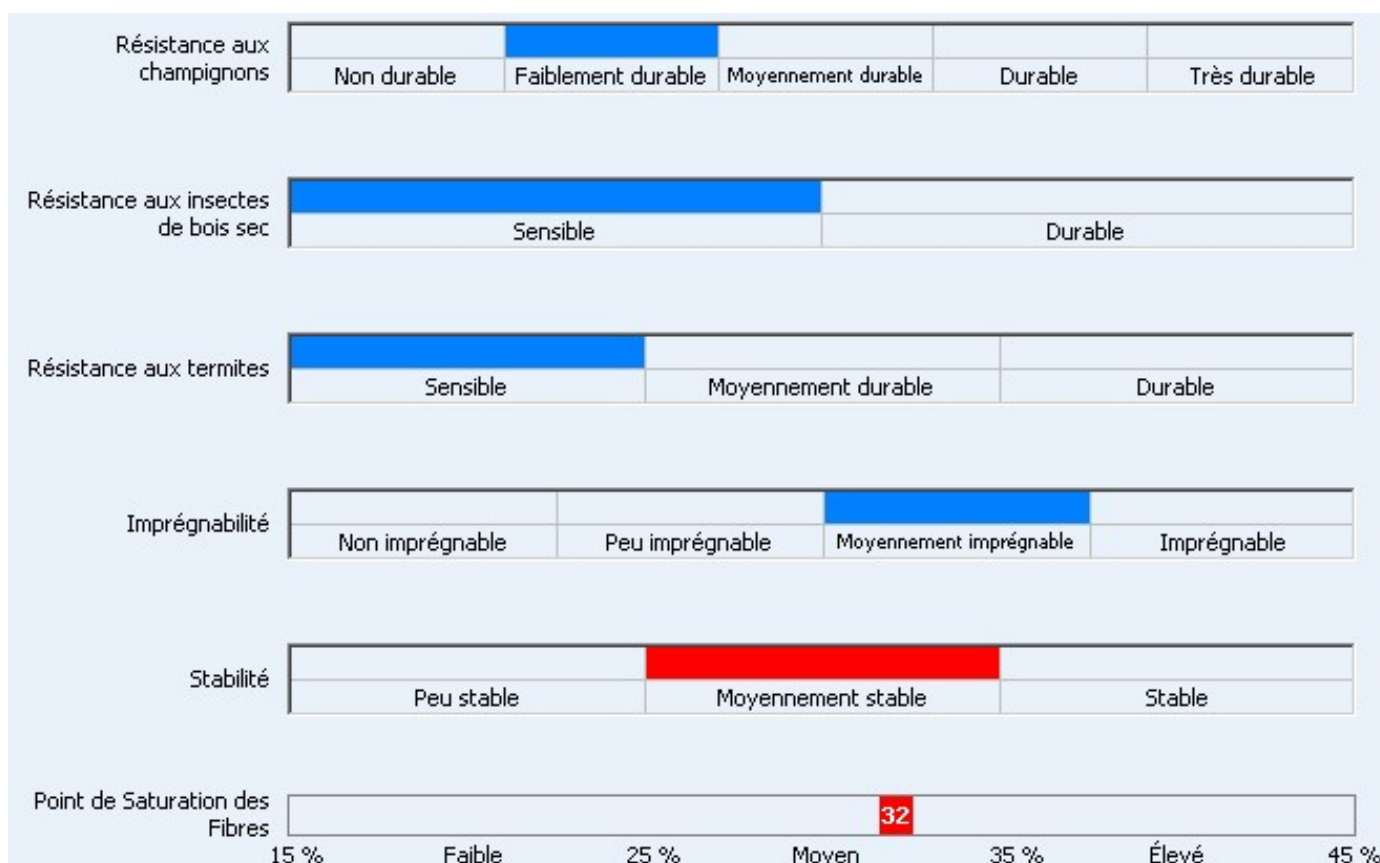 Résistance aux
champignons
Non durable Faiblement durable Moyennement durable Durable Très durable
Résistance aux insectes
de bois sec
Sensible Durable
Résistance aux termites
Sensible Moyennement durable Durable
Imprégnabilité
Non imprégnable Peu imprégnable Moyennement imprégnable Imprégnable
Stabilité
Peu stable Moyennement stable Stable
Point de Saturation des
Fibres
32
15 % Faible 25 % Moyen 35 % Élevé 45 %